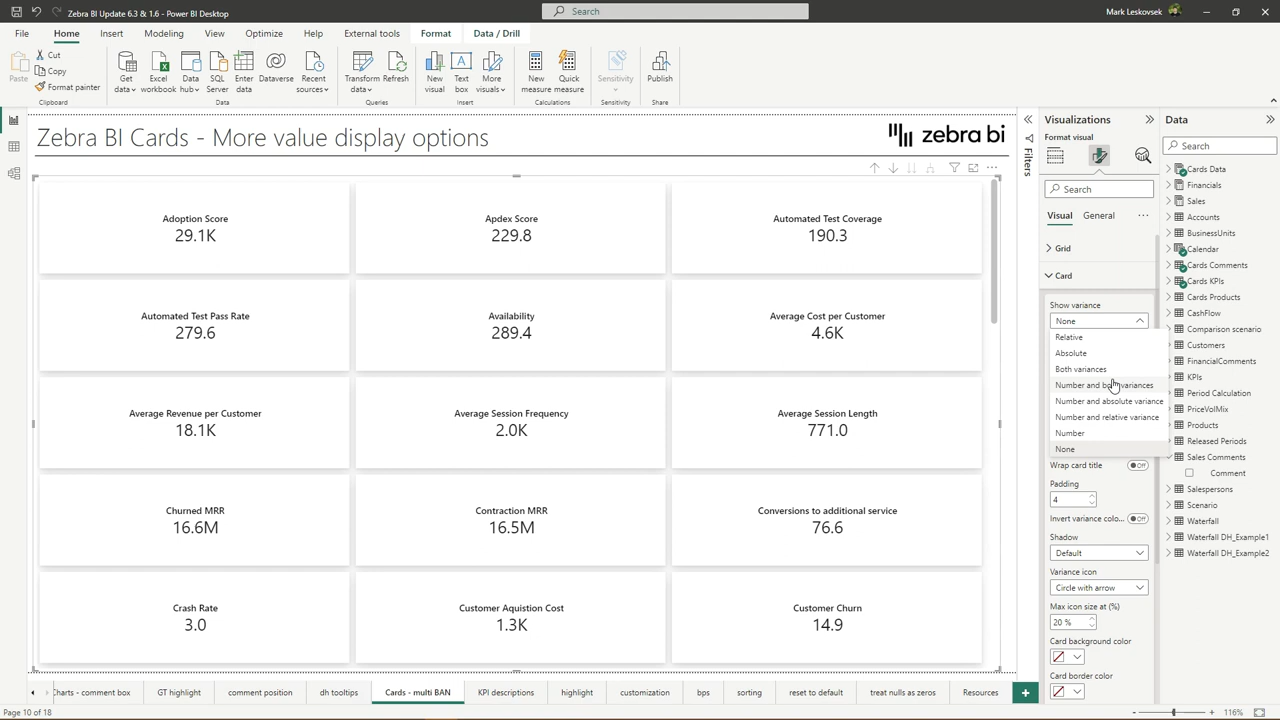 Zebra BI Update 6.3 & 1.6 - Power BI Desktop
Search
Mark Leskovsek
File Home Insert Modeling View Optimize Help External tools Format Data / Drill
Paste
Cut
Copy
Format painter
Get data
Excel workbook
Data hub
SQL Server
Enter data
Dataverse
Recent sources
Transform data
Refresh
New visual
Text box
More visuals
New measure
Quick measure
Sensitivity
Publish
Clipboard Data Queries Insert Calculations Sensitivity Share
Zebra BI Cards - More value display options
zebra bi
Adoption Score
29.1K
Apdex Score
229.8
Automated Test Coverage
190.3
Automated Test Pass Rate
279.6
Availability
289.4
Average Cost per Customer
4.6K
Average Revenue per Customer
18.1K
Average Session Frequency
2.0K
Average Session Length
771.0
Churned MRR
16.6M
Contraction MRR
16.5M
Conversions to additional service
76.6
Crash Rate
3.0
Customer Aquistion Cost
1.3K
Customer Churn
14.9
Filters
Visualizations
Format visual
Search
Visual General
Grid
Card
Show variance
None
Relative
Absolute
Both variances
Number and both variances
Number and absolute variance
Number and relative variance
Number
None
Wrap card title Off
Padding
4
Invert variance colo... Off
Shadow
Default
Variance icon
Circle with arrow
Max icon size at (%)
20 %
Card background color
Card border color
Data
Search
Cards Data
Financials
Sales
Accounts
BusinessUnits
Calendar
Cards Comments
Cards KPIs
Cards Products
CashFlow
Comparison scenario
Customers
FinancialComments
KPIs
Period Calculation
PriceVolMix
Products
Released Periods
Sales Comments
Comment
Salespersons
Scenario
Waterfall
Waterfall DH_Example1
Waterfall DH_Example2
Charts - comment box GT highlight comment position dh tooltips Cards - multi BAN KPI descriptions highlight customization bps sorting reset to default treat nulls as zeros Resources
Page 10 of 18
116%